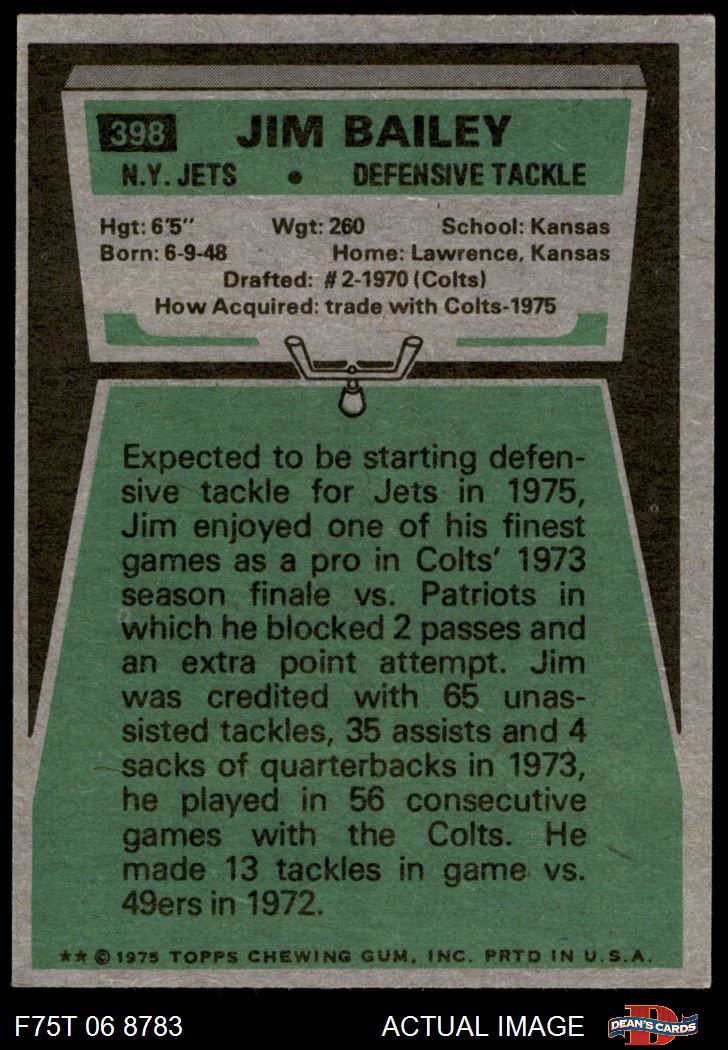 398 JIM BAILEY
N.Y. JETS • DEFENSIVE TACKLE
Hgt: 6'5" Wgt: 260 School: Kansas
Born: 6-9-48 Home: Lawrence, Kansas
Drafted: #2-1970 (Colts)
How Acquired: trade with Colts-1975
Expected to be starting defen-
sive tackle for Jets in 1975,
Jim enjoyed one of his finest
games as a pro in Colts' 1973
season finale vs. Patriots in
which he blocked 2 passes and
an extra point attempt. Jim
was credited with 65 unas-
sisted tackles, 35 assists and 4
sacks of quarterbacks in 1973,
he played in 56 consecutive
games with the Colts. He
made 13 tackles in game vs.
49ers in 1972.
** © 1975 TOPPS CHEWING GUM, INC. PRTD IN U.S.A.
F75T 06 8783 ACTUAL IMAGE D DEAN'S CARDS